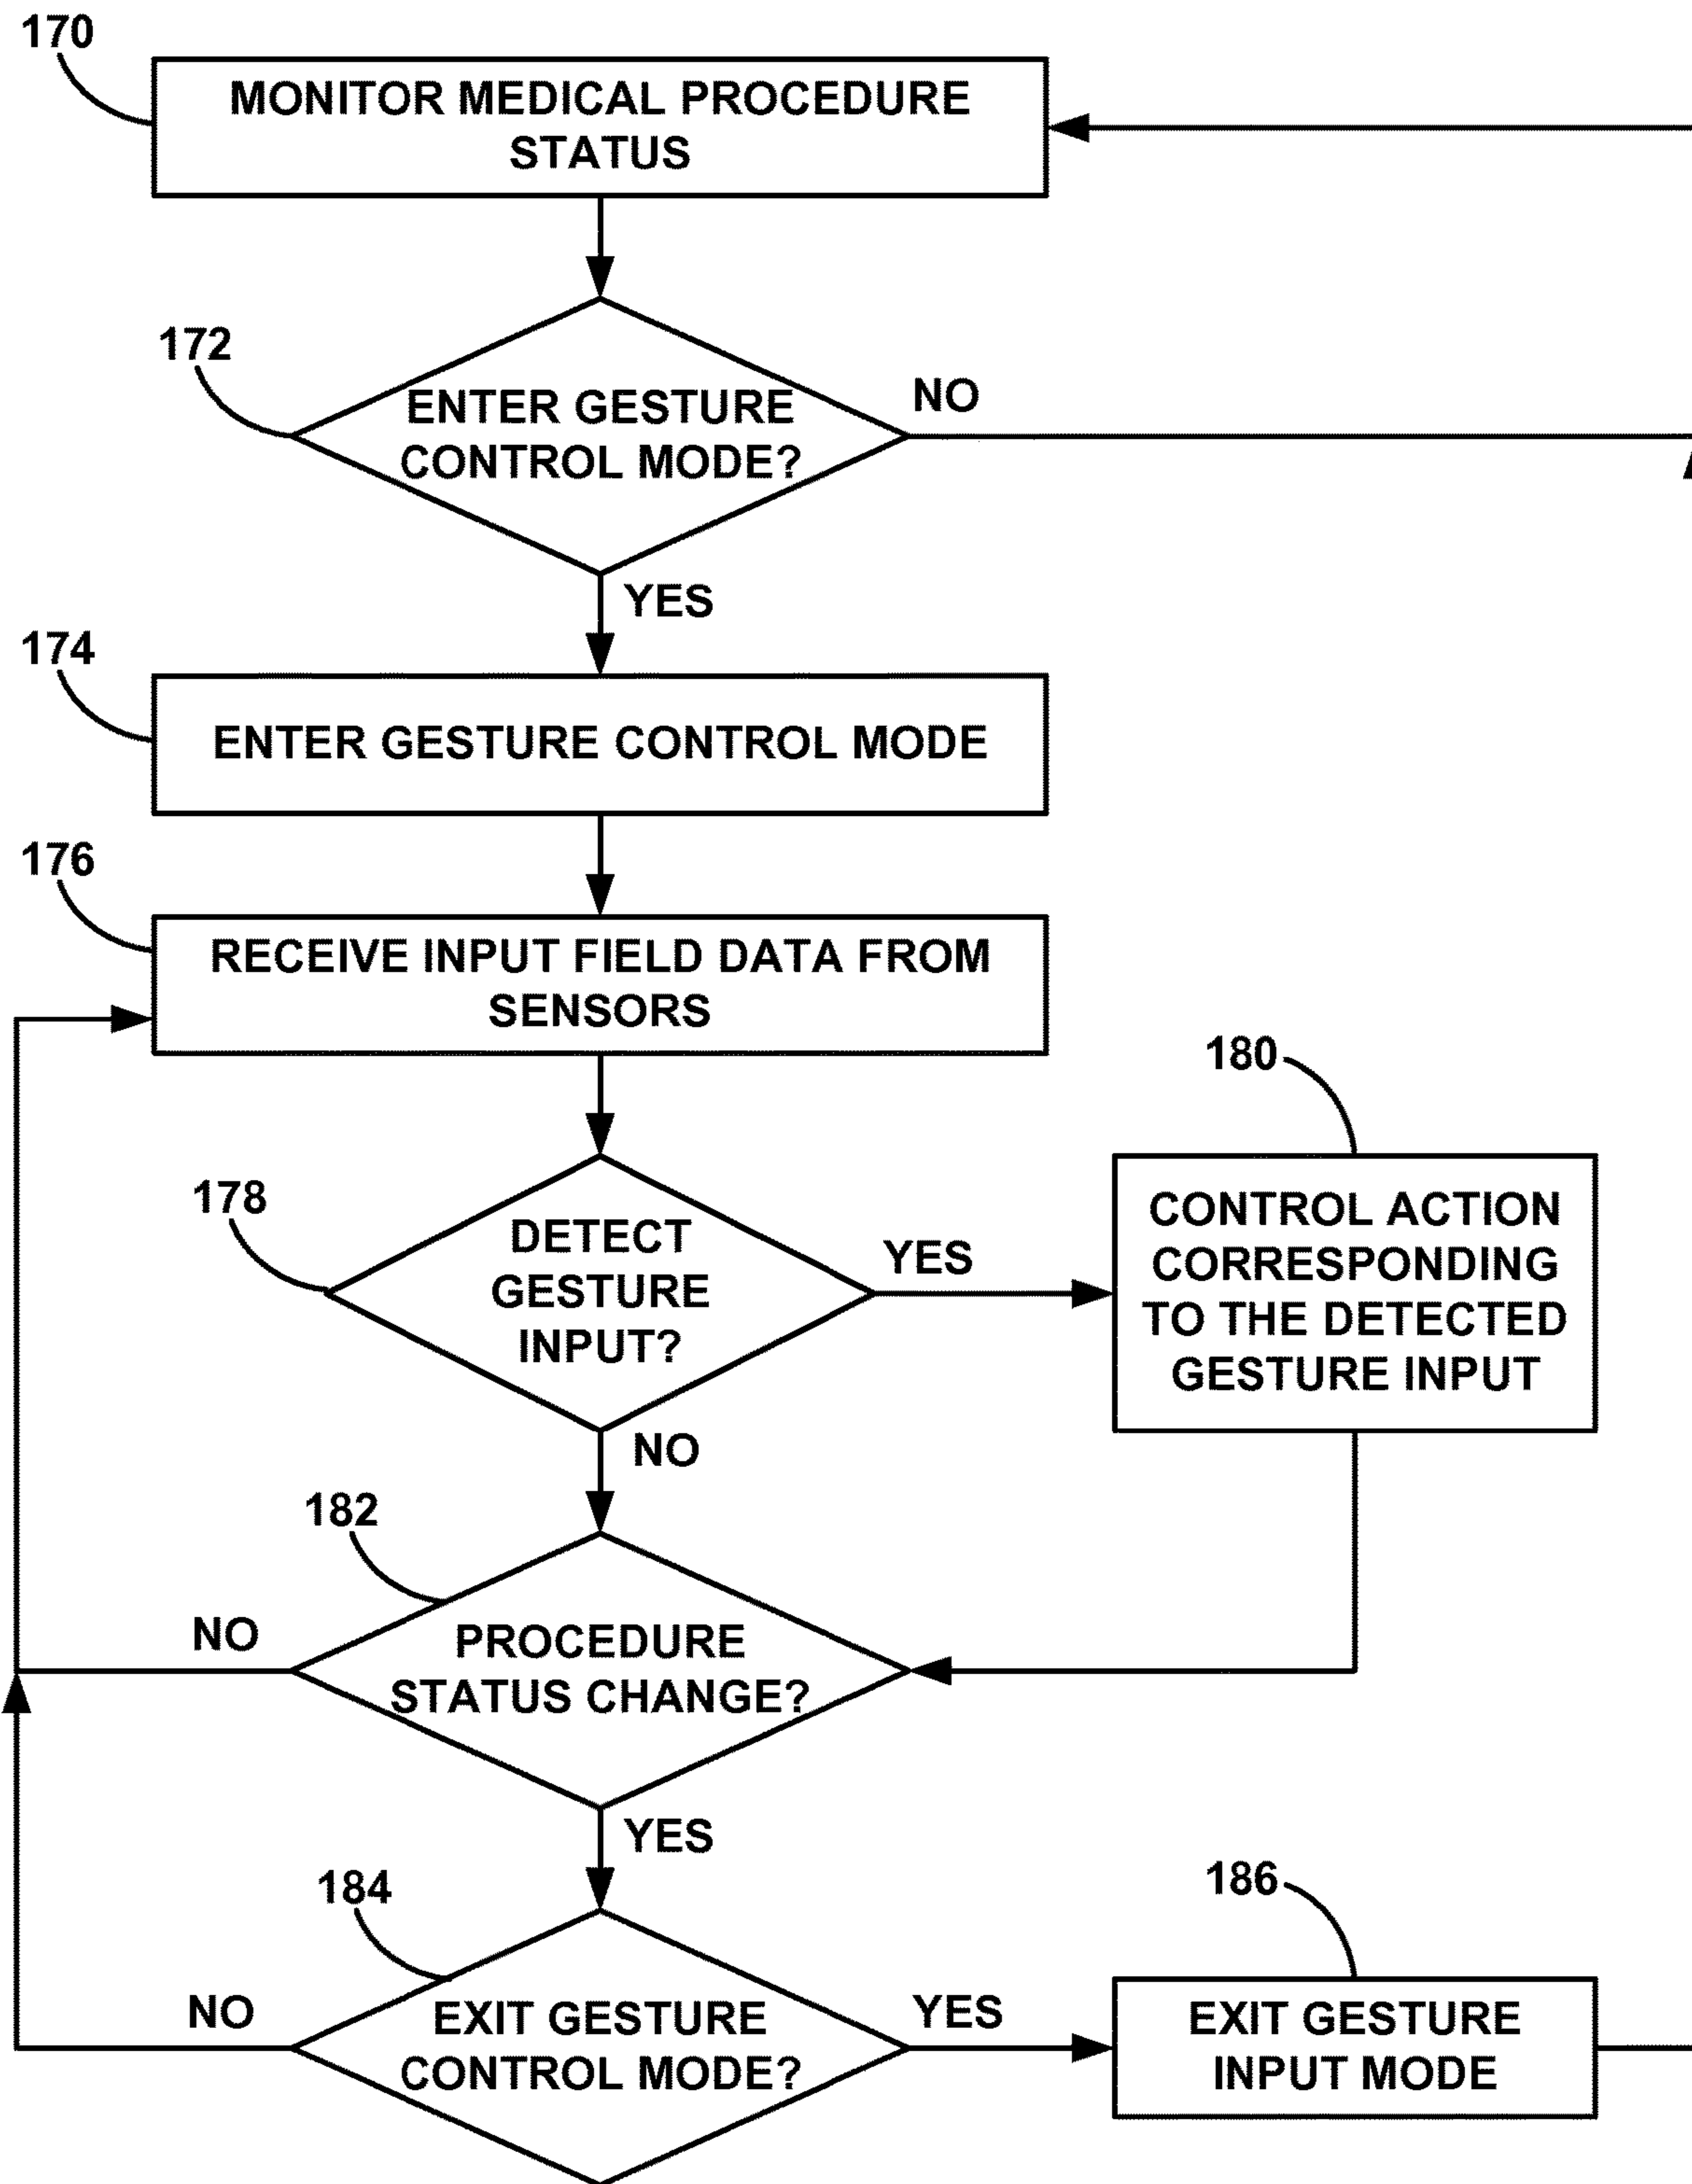 170
MONITOR MEDICAL PROCEDURE
STATUS
172
ENTER GESTURE
CONTROL MODE?
NO
YES
174
ENTER GESTURE CONTROL MODE
176
RECEIVE INPUT FIELD DATA FROM
SENSORS
178
DETECT
GESTURE
INPUT?
YES
180
CONTROL ACTION
CORRESPONDING
TO THE DETECTED
GESTURE INPUT
NO
182
PROCEDURE
STATUS CHANGE?
NO
YES
184
EXIT GESTURE
CONTROL MODE?
NO
YES
186
EXIT GESTURE
INPUT MODE